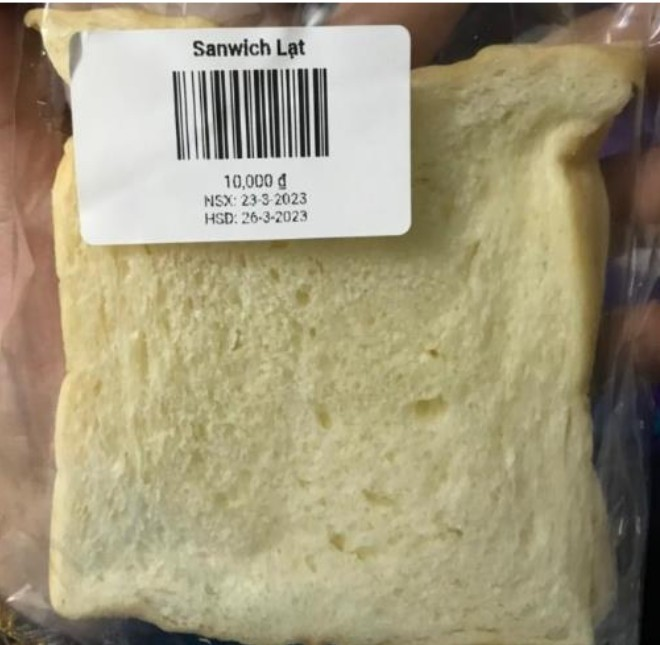 Sanwich Lạt
10,000 ₫
NSX: 23-3-2023
HSD: 26-3-2023